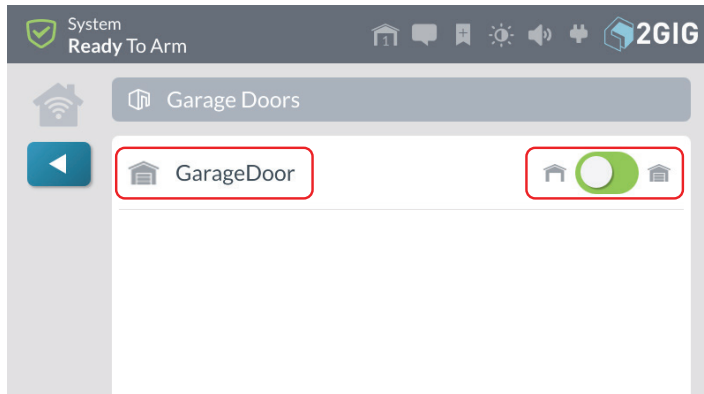 System
Ready To Arm
1
2GIG
Garage Doors
GarageDoor